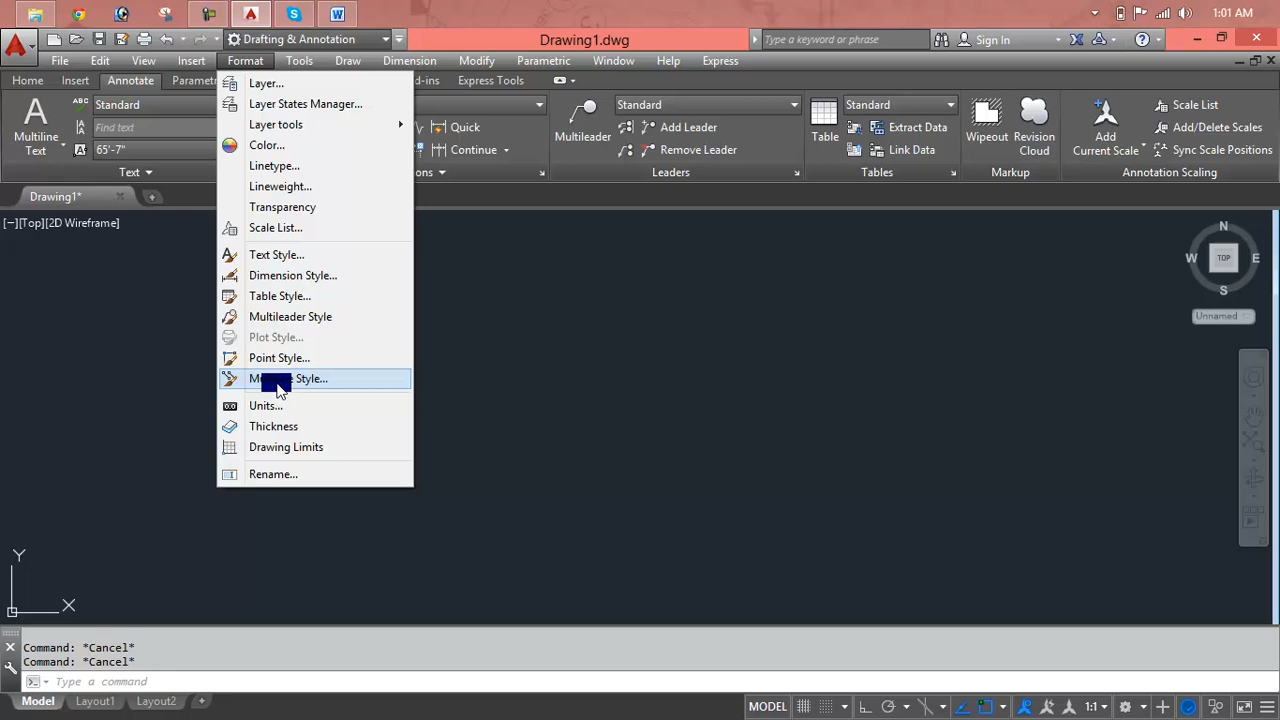 1:01 AM
Drafting & Annotation
Drawing1.dwg
Type a keyword or phrase
Sign In
File Edit View Insert Format Tools Draw Dimension Modify Parametric Window Help Express
Home Insert Annotate Paramet Express Tools
Multiline
Text
Standard
Find text
65'-7"
Text
Quick
Continue
Multileader
Standard
Add Leader
Remove Leader
Leaders
Table
Standard
Extract Data
Link Data
Tables
Wipeout
Revision
Cloud
Markup
Add
Current Scale
Scale List
Add/Delete Scales
Sync Scale Positions
Annotation Scaling
Drawing1*
[−][Top][2D Wireframe]
Layer...
Layer States Manager...
Layer tools
Color...
Linetype...
Lineweight...
Transparency
Scale List...
Text Style...
Dimension Style...
Table Style...
Multileader Style
Plot Style...
Point Style...
Style...
Units...
Thickness
Drawing Limits
Rename...
N
W TOP E
S
Unnamed
Y
X
Command: *Cancel*
Command: *Cancel*
Type a command
Model Layout1 Layout2
MODEL 1:1